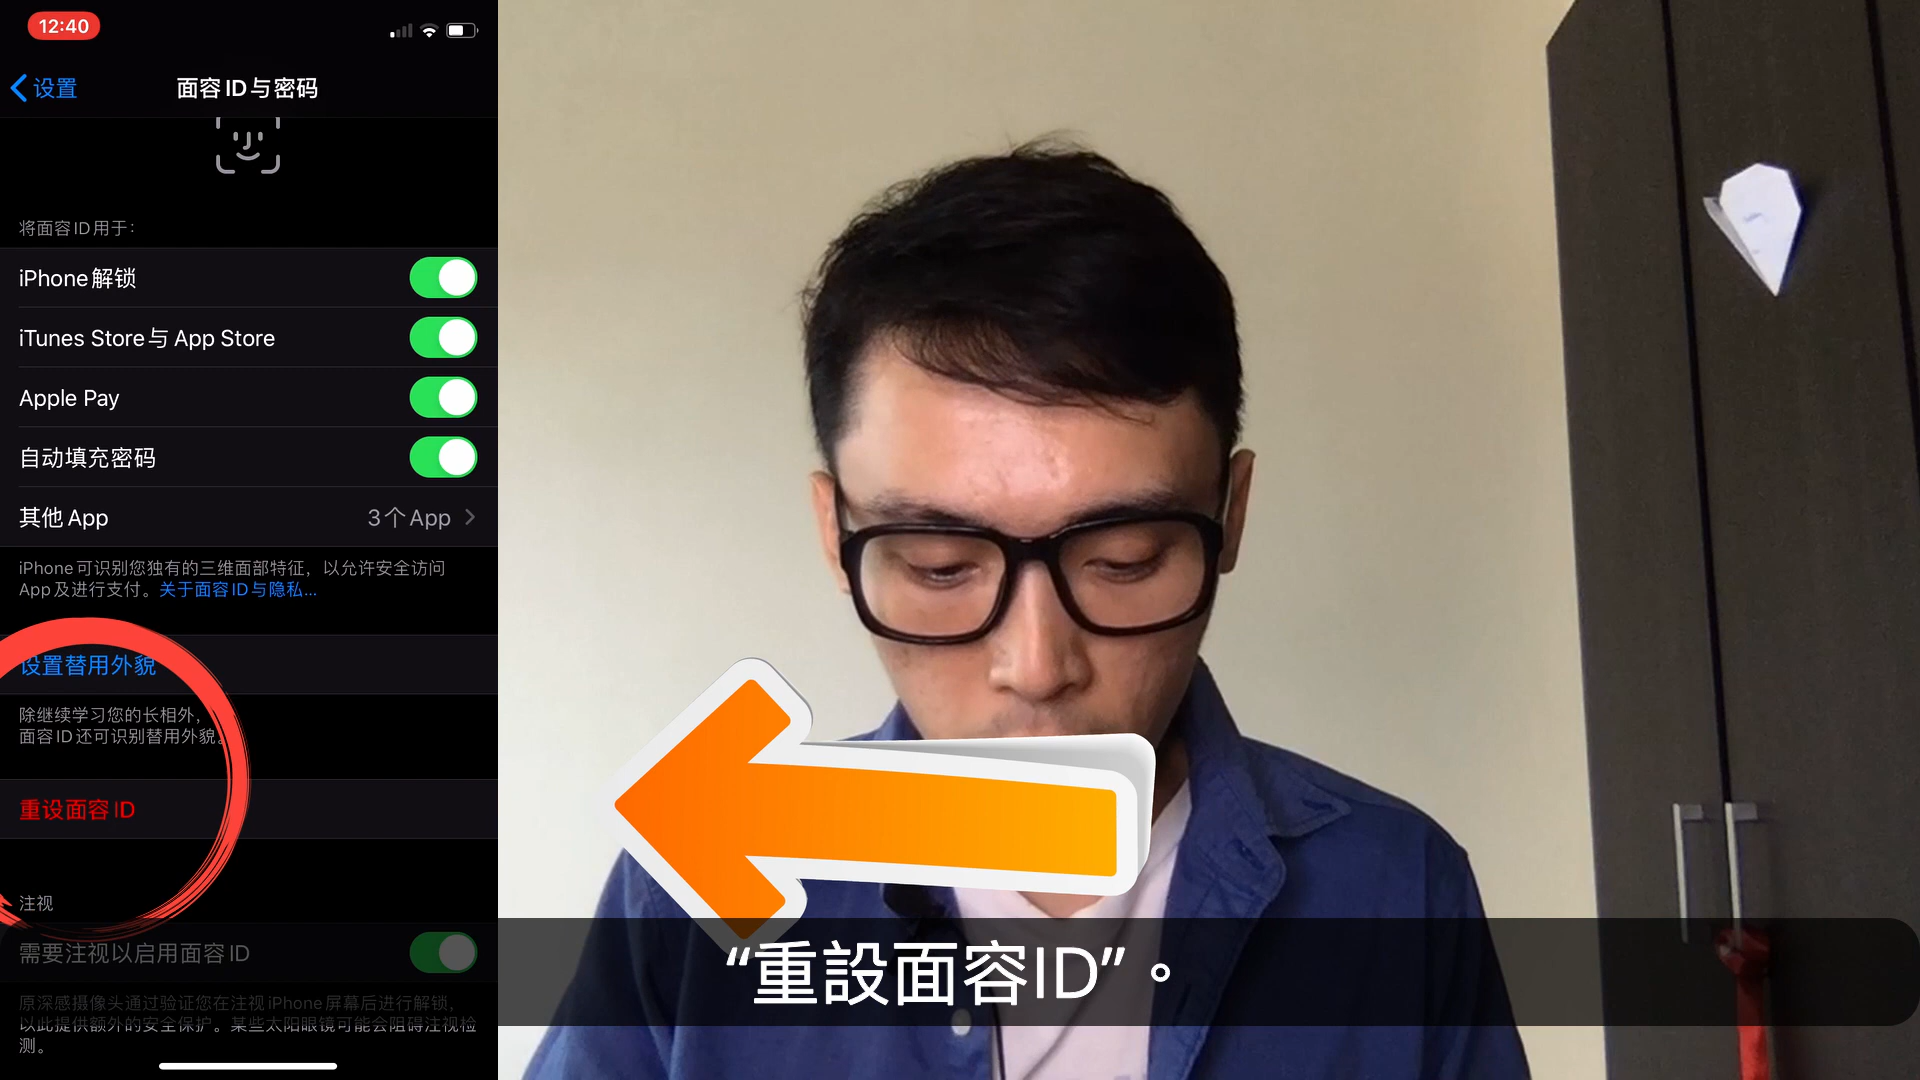 12:40
设置
面容ID与密码
将面容ID用于：
iPhone解锁
iTunes Store与 App Store
Apple Pay
自动填充密码
其他 App
3个App
iPhone可识别您独有的三维面部特征，以允许安全访问
App及进行支付。关于面容ID与隐私...
设置替用外貌
除继续学习您的长相外，
面容ID还可识别替用外貌。
重设面容ID
注视
需要注视以启用面容ID
原深感摄像头通过验证您在注视iPhone屏幕后进行解锁，
以此提供额外的安全保护。某些太阳眼镜可能会阻碍注视检
测。
“重設面容ID”。